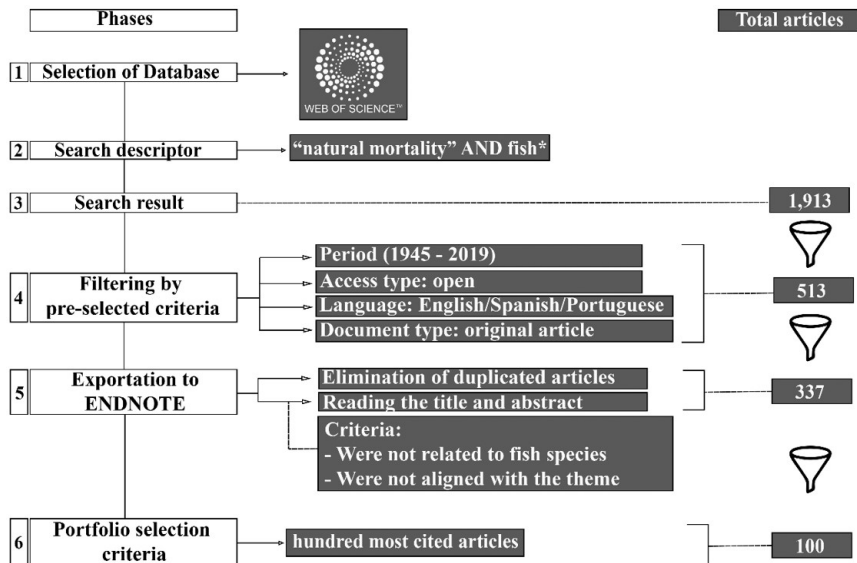 Phases
Total articles
1
Selection of Database
WEB OF SCIENCE™
2
Search descriptor
“natural mortality” AND fish*
3
Search result
1,913
4
Filtering by
pre-selected criteria
Period (1945 - 2019)
Access type: open
Language: English/Spanish/Portuguese
Document type: original article
513
5
Exportation to
ENDNOTE
Elimination of duplicated articles
Reading the title and abstract
337
Criteria:
- Were not related to fish species
- Were not aligned with the theme
6
Portfolio selection
criteria
hundred most cited articles
100